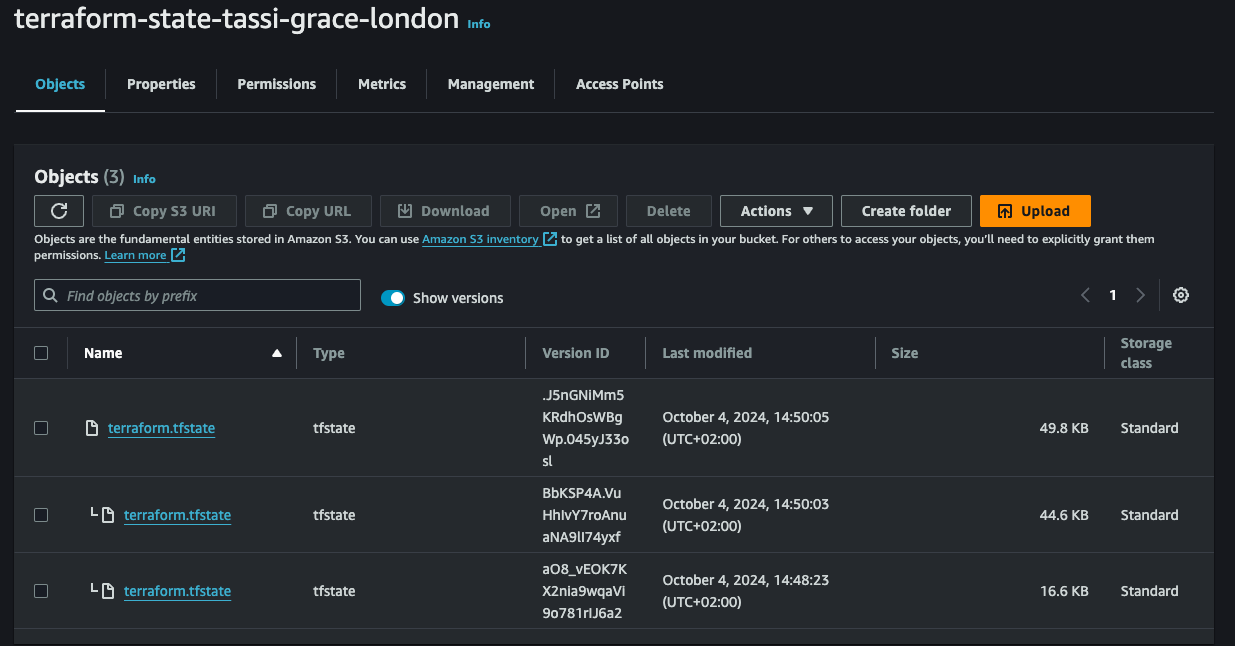 terraform-state-tassi-grace-london Info
Objects Properties Permissions Metrics Management Access Points
Objects (3) Info
Copy S3 URI Copy URL Download Open Delete Actions Create folder Upload
Objects are the fundamental entities stored in Amazon S3. You can use Amazon S3 inventory to get a list of all objects in your bucket. For others to access your objects, you'll need to explicitly grant them
permissions. Learn more
Find objects by prefix Show versions 1
Name Type Version ID Last modified Size Storage class
terraform.tfstate tfstate .J5nGNiMm5KRdhOsWBgWp.045yJ33osl October 4, 2024, 14:50:05 (UTC+02:00) 49.8 KB Standard
terraform.tfstate tfstate BbKSP4A.VuHhIvY7roAnuaNA9lI74yxf October 4, 2024, 14:50:03 (UTC+02:00) 44.6 KB Standard
terraform.tfstate tfstate aO8_vEOK7KX2nia9wqaVi9o781rIJ6a2 October 4, 2024, 14:48:23 (UTC+02:00) 16.6 KB Standard